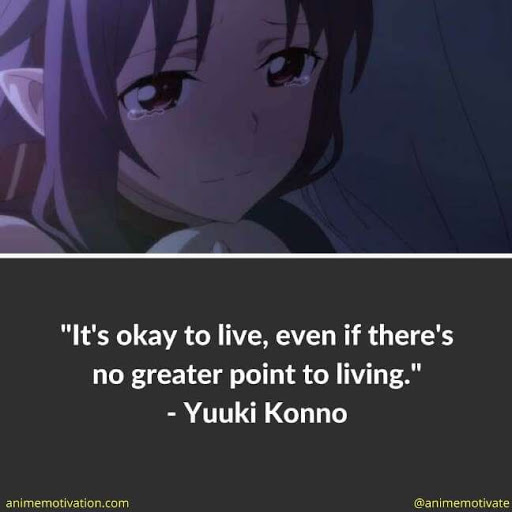 "It's okay to live, even if there's
no greater point to living."
- Yuuki Konno
animemotivation.com
@animemotivate